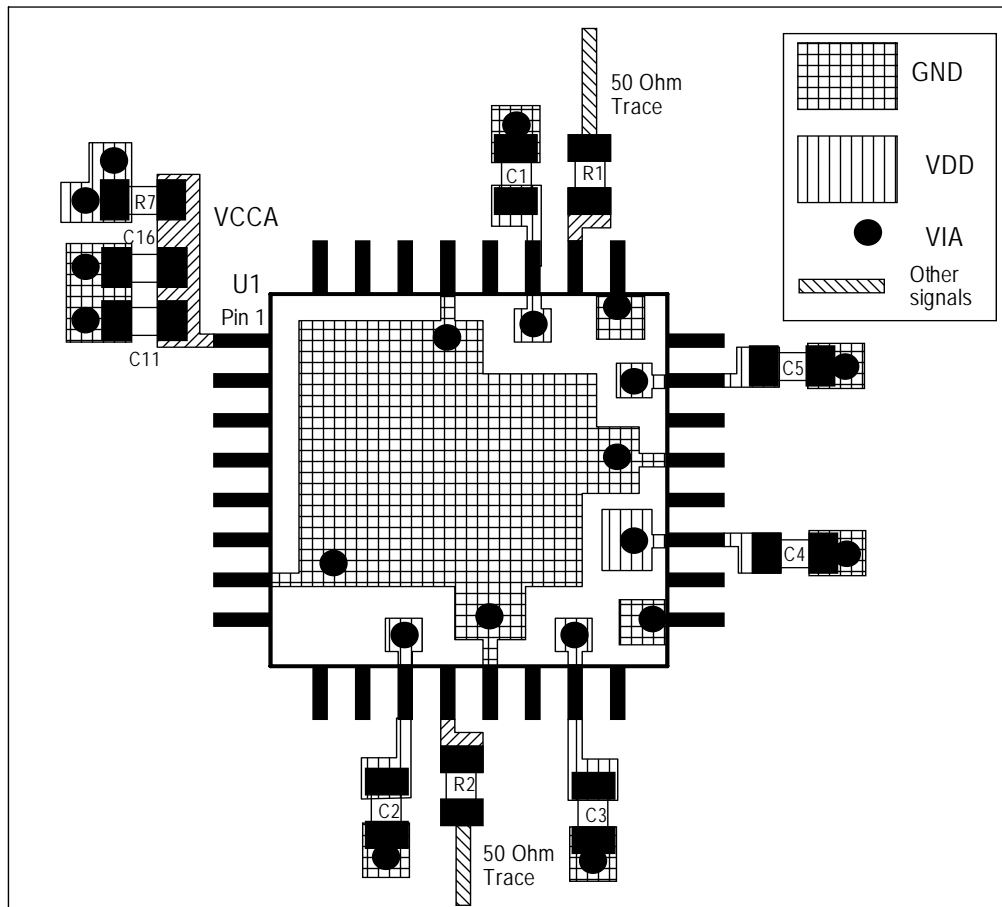 50 Ohm
Trace
GND
VDD
VIA
Other
signals
C1
R1
R7
VCCA
C16
U1
Pin 1
C11
C5
C4
C2
R2
C3
50 Ohm
Trace